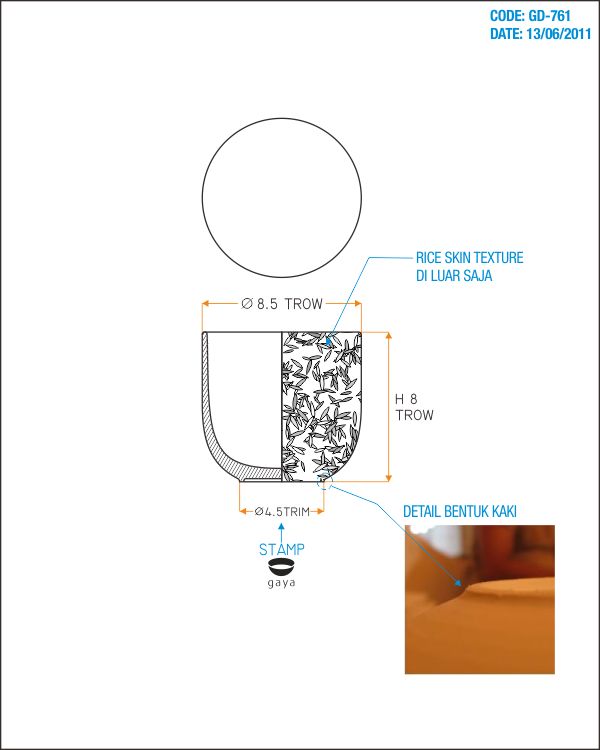 CODE: GD-761
DATE: 13/06/2011
RICE SKIN TEXTURE
DI LUAR SAJA
Ø 8.5 TROW
H 8
TROW
Ø4.5TRIM
DETAIL BENTUK KAKI
STAMP
gaya